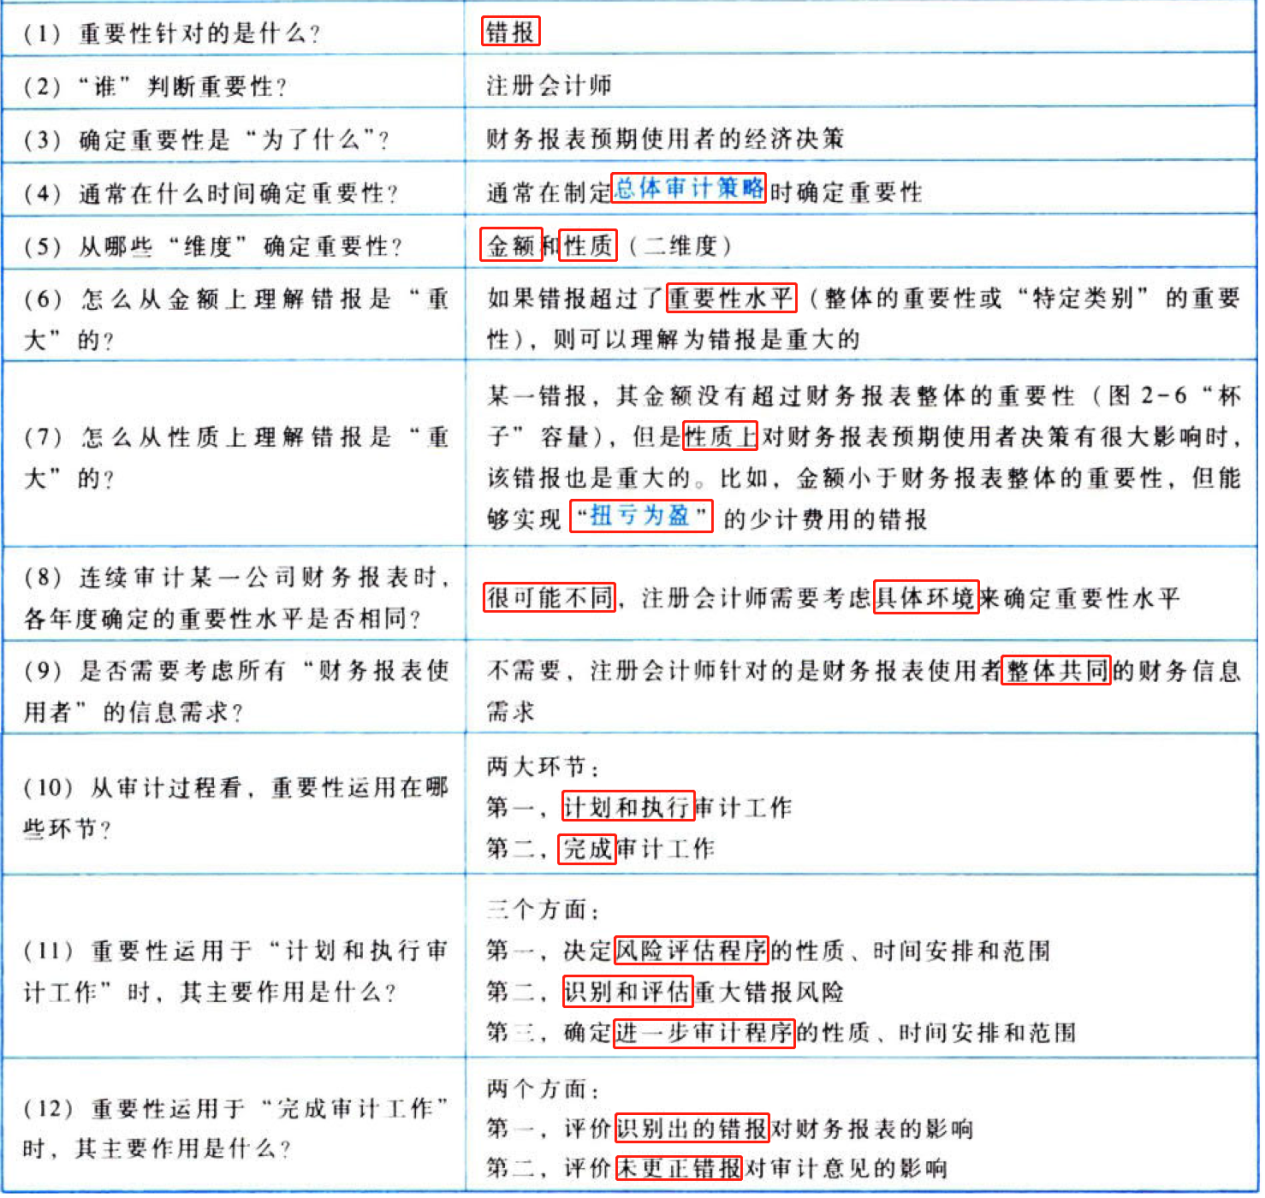 (1) 重要性针对的是什么？
错报
(2) “谁” 判断重要性？
注册会计师
(3) 确定重要性是 “为了什么”？
财务报表预期使用者的经济决策
(4) 通常在什么时间确定重要性？
通常在制定总体审计策略时确定重要性
(5) 从哪些 “维度” 确定重要性？
金额和性质（二维度）
(6) 怎么从金额上理解错报是 “重
大” 的？
如果错报超过了重要性水平（整体的重要性或 “特定类别” 的重要
性），则可以理解为错报是重大的
(7) 怎么从性质上理解错报是 “重
大” 的？
某一错报，其金额没有超过财务报表整体的重要性（图 2-6 “杯
子” 容量），但是性质上对财务报表预期使用者决策有很大影响时，
该错报也是重大的。比如，金额小于财务报表整体的重要性，但能
够实现 “扭亏为盈” 的少计费用的错报
(8) 连续审计某一公司财务报表时，
各年度确定的重要性水平是否相同？
很可能不同，注册会计师需要考虑具体环境来确定重要性水平
(9) 是否需要考虑所有 “财务报表使
用者” 的信息需求？
不需要，注册会计师针对的是财务报表使用者整体共同的财务信息
需求
(10) 从审计过程看，重要性运用在哪
些环节？
两大环节：
第一，计划和执行审计工作
第二，完成审计工作
(11) 重要性运用于 “计划和执行审
计工作” 时，其主要作用是什么？
三个方面：
第一，决定风险评估程序的性质、时间安排和范围
第二，识别和评估重大错报风险
第三，确定进一步审计程序的性质、时间安排和范围
(12) 重要性运用于 “完成审计工作”
时，其主要作用是什么？
两个方面：
第一，评价识别出的错报对财务报表的影响
第二，评价未更正错报对审计意见的影响